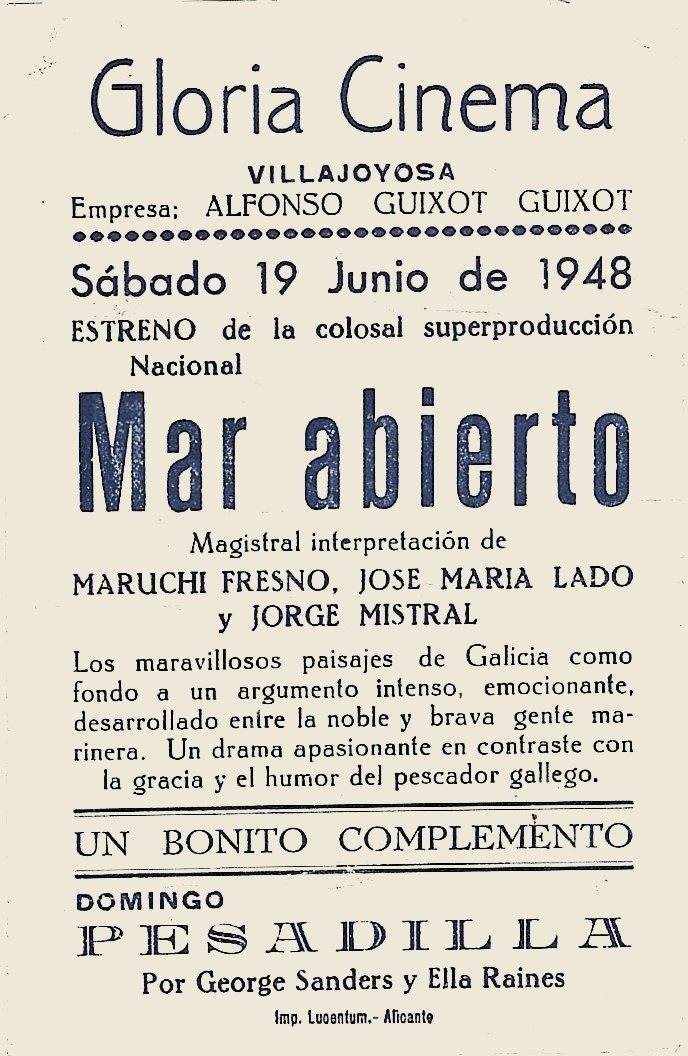 Gloria Cinema
VILLAJOYOSA
Empresa: ALFONSO GUIXOT GUIXOT
Sábado 19 Junio de 1948
ESTRENO de la colosal superproducción
Nacional
Mar abierto
Magistral interpretación de
MARUCHI FRESNO, JOSE MARIA LADO
y JORGE MISTRAL
Los maravillosos paisajes de Galicia como
fondo a un argumento intenso, emocionante,
desarrollado entre la noble y brava gente ma-
rinera. Un drama apasionante en contraste con
la gracia y el humor del pescador gallego.
UN BONITO COMPLEMENTO
DOMINGO
PESADILLA
Por George Sanders y Ella Raines
Imp. Lucentum.- Alicante